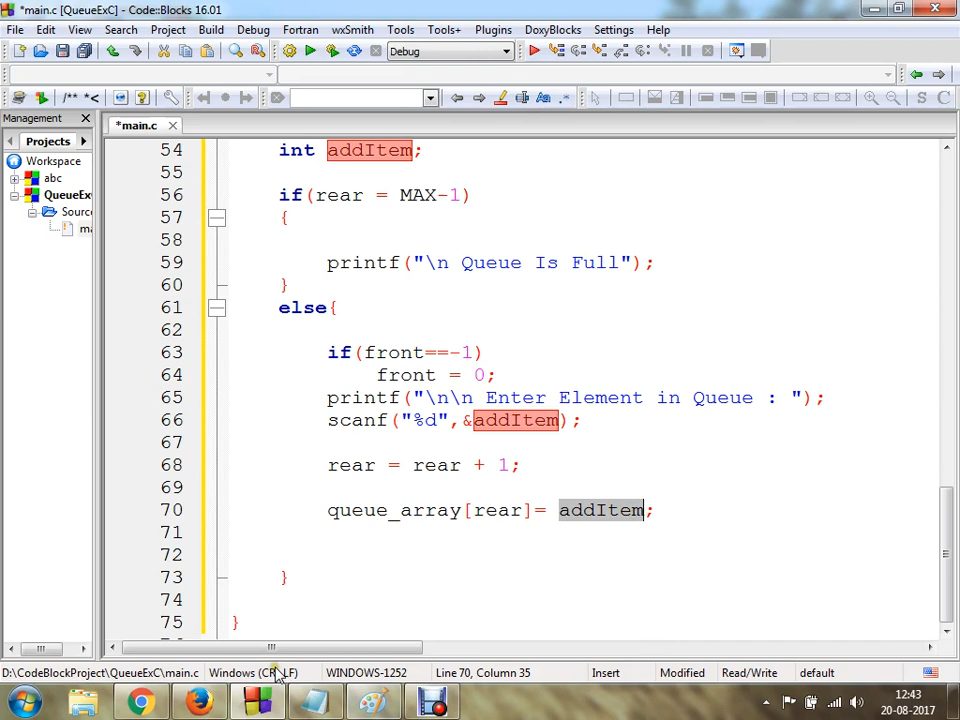 *main.c [QueueExC] - Code::Blocks 16.01
File Edit View Search Project Build Debug Fortran wxSmith Tools Tools+ Plugins DoxyBlocks Settings Help
Debug
/** *<
S C
Management
*main.c
Projects
Workspace
abc
QueueEx
Sourc
ma
54 int addItem;
55
56 if(rear = MAX-1)
57 {
58
59 printf("\n Queue Is Full");
60 }
61 else{
62
63 if(front==-1)
64 front = 0;
65 printf("\n\n Enter Element in Queue : ");
66 scanf("%d",&addItem);
67
68 rear = rear + 1;
69
70 queue_array[rear]= addItem;
71
72
73 }
74
75 }
D:\CodeBlockProject\QueueExC\main.c Windows (CR+LF) WINDOWS-1252 Line 70, Column 35 Insert Modified Read/Write default
12:43
20-08-2017